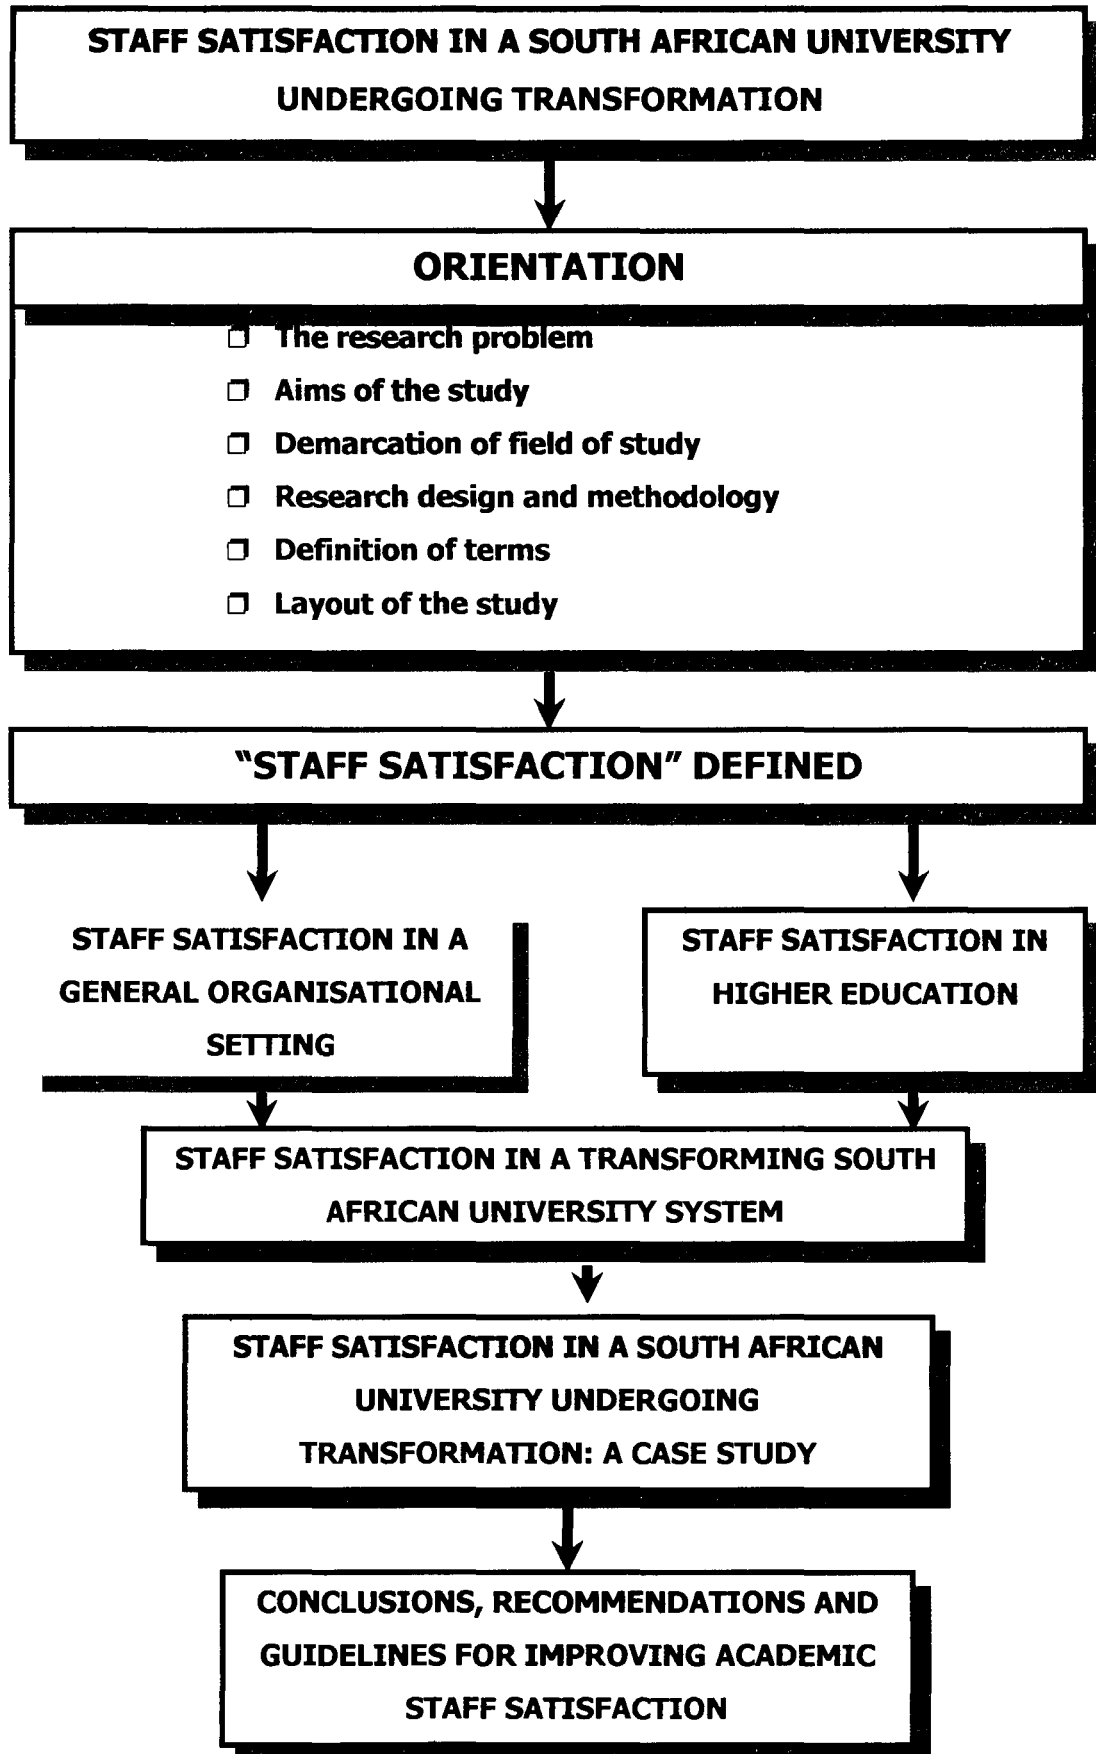 STAFF SATISFACTION IN A SOUTH AFRICAN UNIVERSITY
UNDERGOING TRANSFORMATION
ORIENTATION
❒ The research problem
❒ Aims of the study
❒ Demarcation of field of study
❒ Research design and methodology
❒ Definition of terms
❒ Layout of the study
“STAFF SATISFACTION” DEFINED
STAFF SATISFACTION IN A
GENERAL ORGANISATIONAL
SETTING
STAFF SATISFACTION IN
HIGHER EDUCATION
STAFF SATISFACTION IN A TRANSFORMING SOUTH
AFRICAN UNIVERSITY SYSTEM
STAFF SATISFACTION IN A SOUTH AFRICAN
UNIVERSITY UNDERGOING
TRANSFORMATION: A CASE STUDY
CONCLUSIONS, RECOMMENDATIONS AND
GUIDELINES FOR IMPROVING ACADEMIC
STAFF SATISFACTION